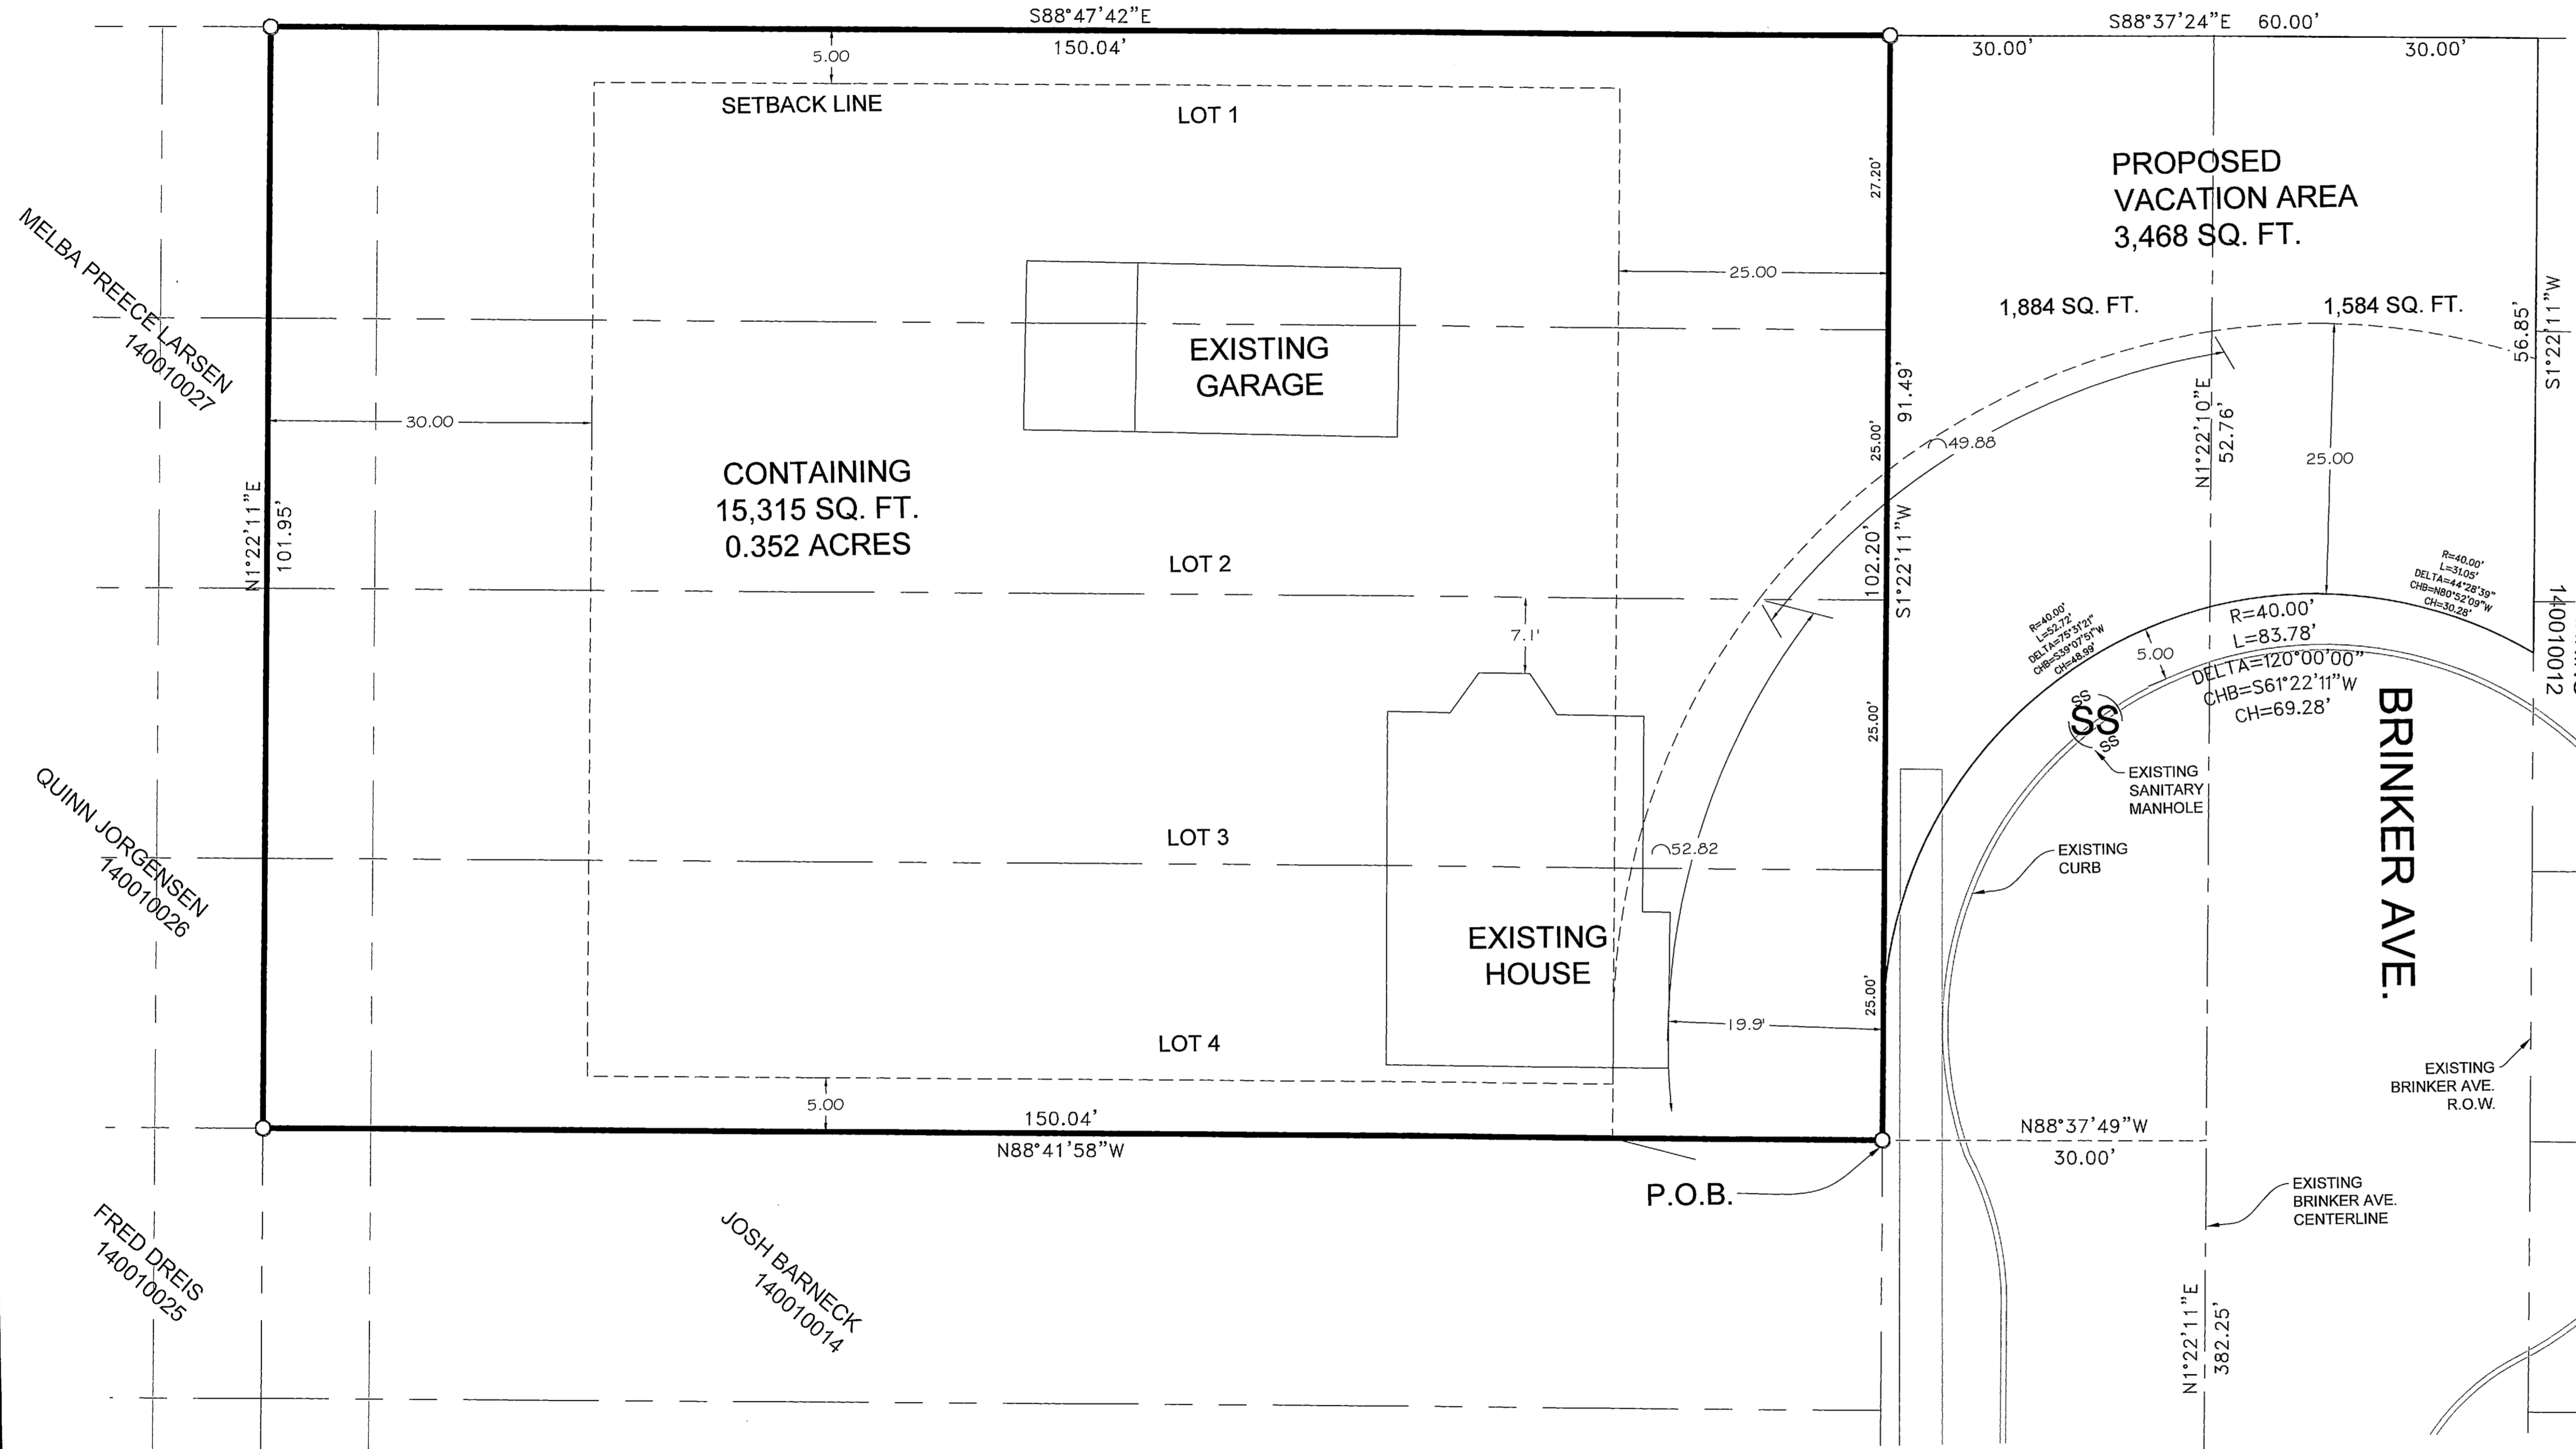 S88°47'42"E
150.04'
S88°37'24"E 60.00'
30.00'
30.00'
5.00
SETBACK LINE
LOT 1
27.20'
PROPOSED
VACATION AREA
3,468 SQ. FT.
25.00
1,884 SQ. FT.
1,584 SQ. FT.
56.85'
S1°22'11"W
MELBA PREECE LARSEN
140010027
EXISTING
GARAGE
30.00
91.49'
25.00'
49.88
N1°22'10"E
52.76'
25.00
CONTAINING
15,315 SQ. FT.
0.352 ACRES
N1°22'11"E
101.95'
102.20'
S1°22'11"W
LOT 2
7.1'
R=40.00'
L=52.72'
DELTA=75°31'21"
CHB=S39°07'51"W
CH=48.99'
R=40.00'
L=31.05'
DELTA=44°28'39"
CHB=N80°52'09"W
CH=30.28'
R=40.00'
L=83.78'
DELTA=120°00'00"
CHB=S61°22'11"W
CH=69.28'
5.00
140010012
SS
SS
SS
EXISTING
SANITARY
MANHOLE
BRINKER AVE.
25.00'
QUINN JORGENSEN
140010026
LOT 3
52.82
EXISTING
CURB
EXISTING
HOUSE
25.00'
19.9'
LOT 4
EXISTING
BRINKER AVE.
R.O.W.
5.00
150.04'
N88°41'58"W
N88°37'49"W
30.00'
P.O.B.
EXISTING
BRINKER AVE.
CENTERLINE
FRED DREIS
140010025
JOSH BARNECK
140010014
N1°22'11"E
382.25'